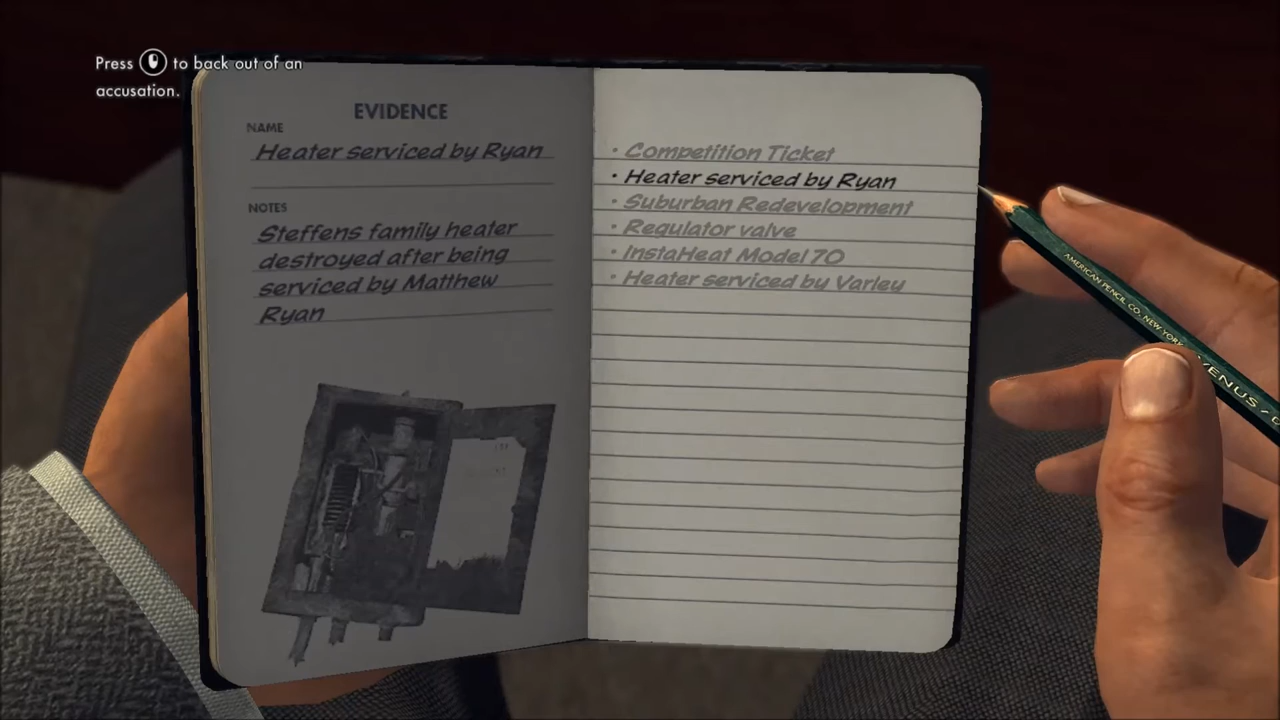 Press to back out of an
accusation.
EVIDENCE
NAME
Heater serviced by Ryan
NOTES
Steffens family heater
destroyed after being
serviced by Matthew
Ryan
• Competition Ticket
• Heater serviced by Ryan
• Suburban Redevelopment
• Regulator valve
• InstaHeat Model 70
• Heater serviced by Varley
AMERICAN PENCIL CO. NEW YORK
VENUS